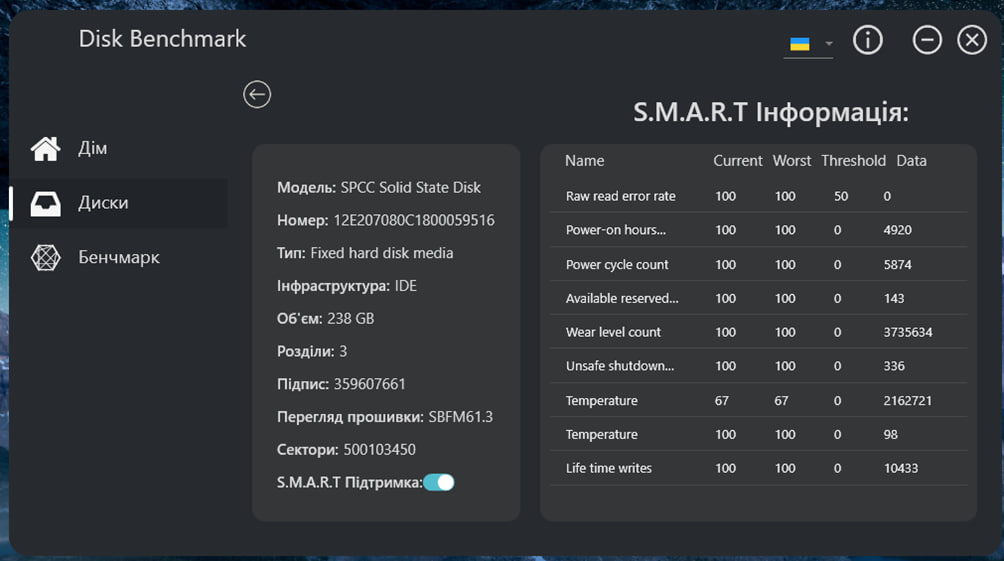 Disk Benchmark
S.M.A.R.T Інформація:
Дім
Диски
Бенчмарк
Модель: SPCC Solid State Disk
Номер: 12E207080C1800059516
Тип: Fixed hard disk media
Інфраструктура: IDE
Об'єм: 238 GB
Розділи: 3
Підпис: 359607661
Перегляд прошивки: SBFM61.3
Сектори: 500103450
S.M.A.R.T Підтримка:
Name Current Worst Threshold Data
Raw read error rate 100 100 50 0
Power-on hours... 100 100 0 4920
Power cycle count 100 100 0 5874
Available reserved... 100 100 0 143
Wear level count 100 100 0 3735634
Unsafe shutdown... 100 100 0 336
Temperature 67 67 0 2162721
Temperature 100 100 0 98
Life time writes 100 100 0 10433